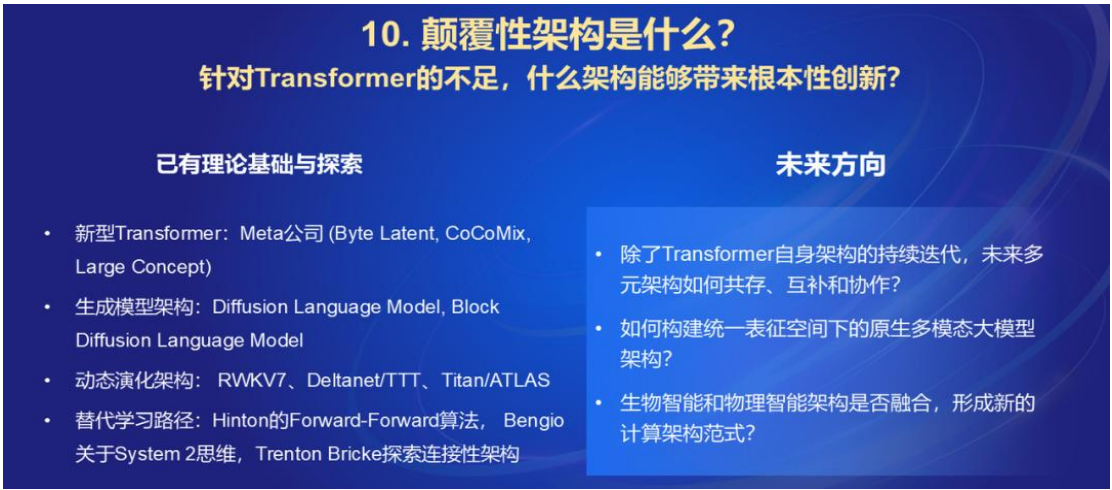 10. 颠覆性架构是什么？
针对Transformer的不足，什么架构能够带来根本性创新？
已有理论基础与探索
• 新型Transformer：Meta公司 (Byte Latent, CoCoMix,
Large Concept)
• 生成模型架构：Diffusion Language Model, Block
Diffusion Language Model
• 动态演化架构： RWKV7、Deltanet/TTT、Titan/ATLAS
• 替代学习路径：Hinton的Forward-Forward算法， Bengio
关于System 2思维，Trenton Bricke探索连接性架构
未来方向
• 除了Transformer自身架构的持续迭代，未来多
元架构如何共存、互补和协作？
• 如何构建统一表征空间下的原生多模态大模型
架构？
• 生物智能和物理智能架构是否融合，形成新的
计算架构范式？